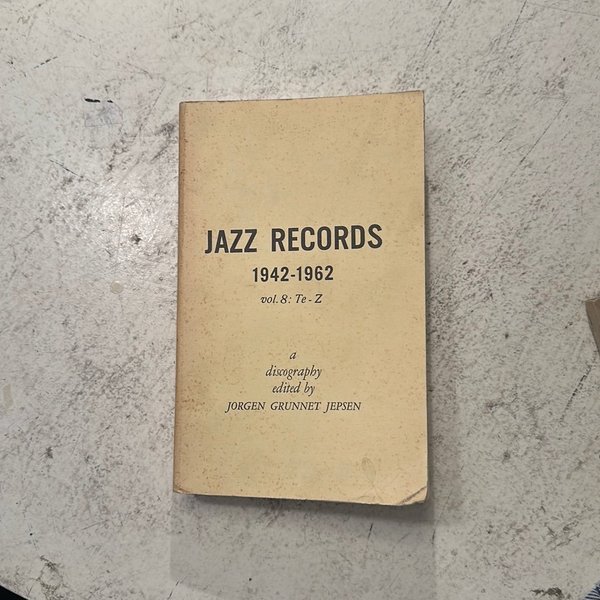 JAZZ RECORDS
1942-1962
vol. 8: Te - Z
a
discography
edited by
JORGEN GRUNNET JEPSEN